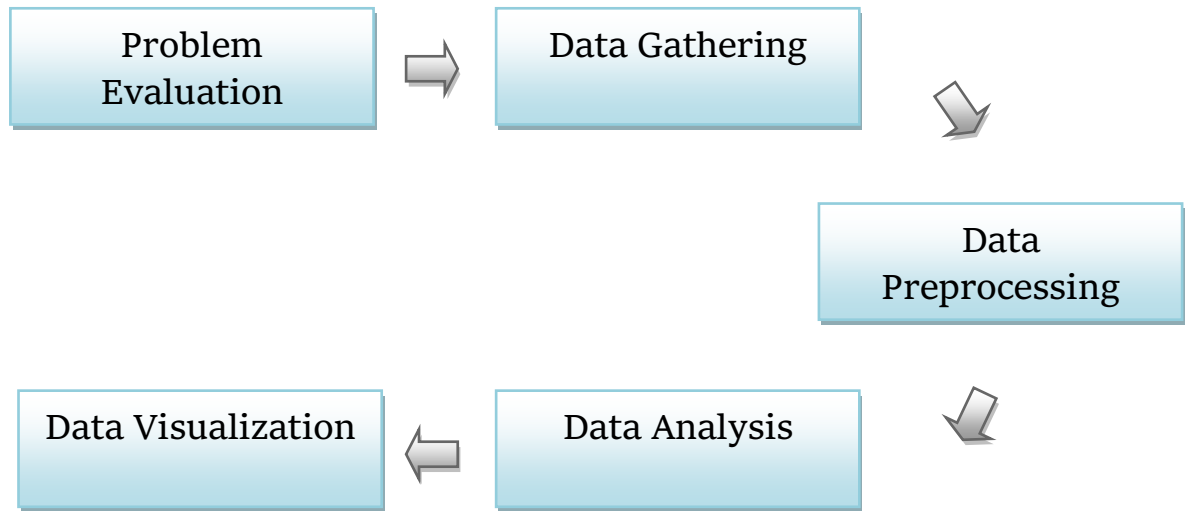 Problem
Evaluation
Data Gathering
Data
Preprocessing
Data Analysis
Data Visualization